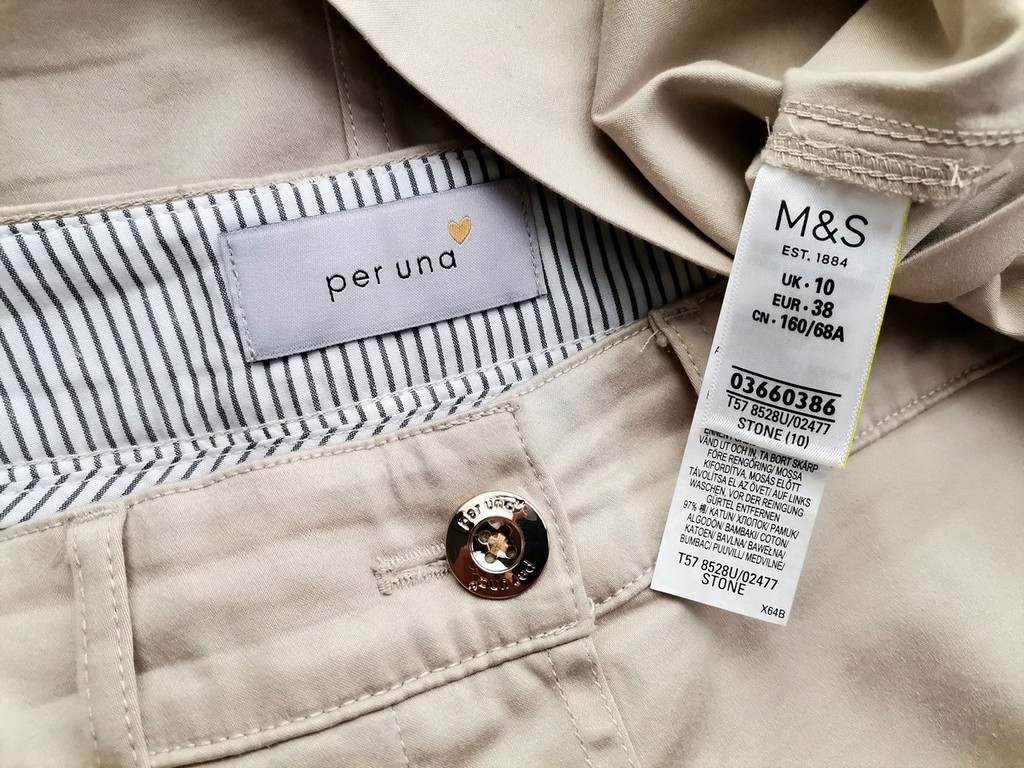 per una
M&S
EST. 1884
UK · 10
EUR · 38
CN · 160/68A
03660386
T57 8528U/02477
STONE (10)
VÄND UT OCH IN, TA BORT SKÄRP
FÖRE RENGÖRING/ MOSSA
KIFORDÍTVA, MOSÁS ELŐTT
TÁVOLÍTSA EL AZ ÖVET/ AUF LINKS
WASCHEN, VOR DER REINIGUNG
GÜRTEL ENTFERNEN
97% 棉/ KATUN/ ХЛОПОК/ PAMUK/
ALGODÓN/ BAMBAKI/ COTON/
KATOEN/ BAVLNA/ BAWEŁNA/
BUMBAC/ PUUVILL/ MEDVILNĖ/
T57 8528U/02477
STONE
X64B
Per una